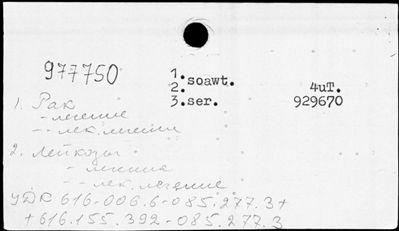 977750
1. soawt.
2.
3. ser.
4uT.
929670
1. Рак
- лечение
-- лек. лечение
2. Лейкозы
- лечение
-- лек. лечение
УДК 616-006.6-085.277.3+
+616.155.392-085.277.3